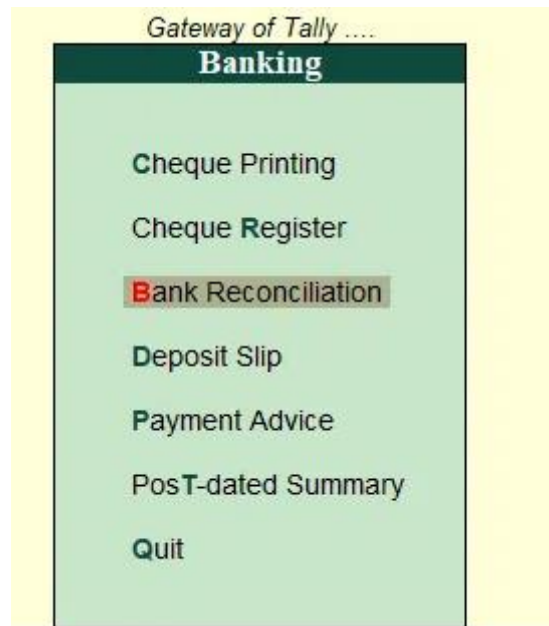 Gateway of Tally ....
Banking
Cheque Printing
Cheque Register
Bank Reconciliation
Deposit Slip
Payment Advice
PosT-dated Summary
Quit